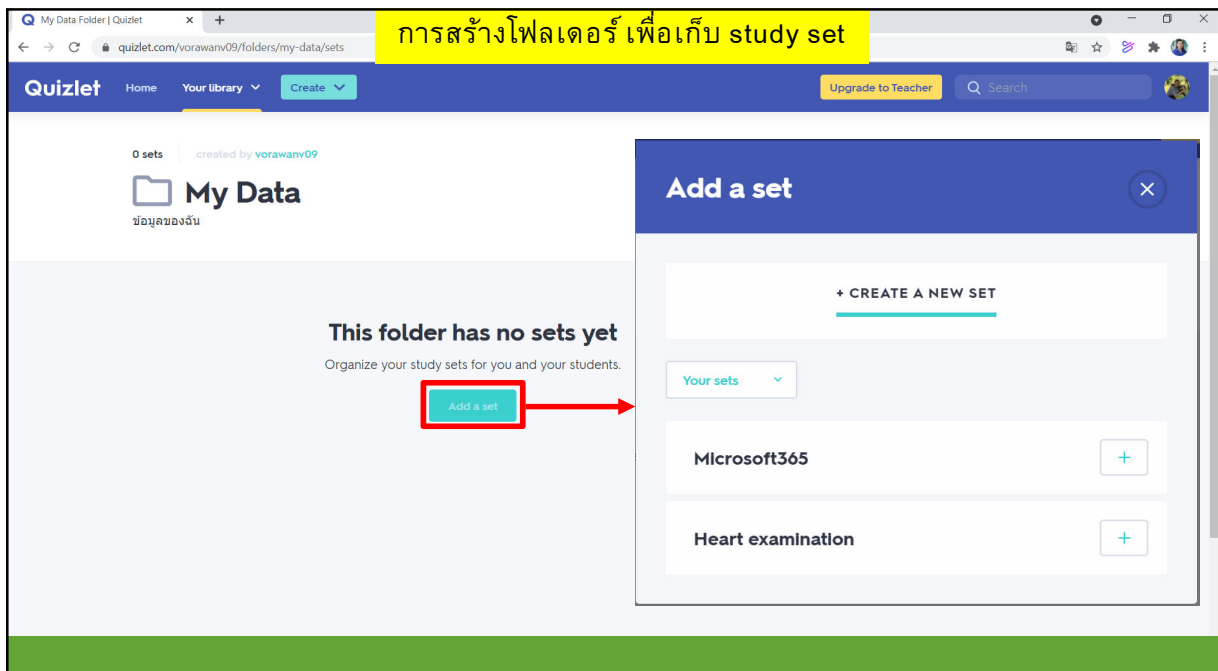 My Data Folder | Quizlet
การสร้างโฟลเดอร์ เพื่อเก็บ study set
quizlet.com/vorawanv09/folders/my-data/sets
Quizlet Home Your library Create Upgrade to Teacher Search
0 sets created by vorawanv09
My Data
ข้อมูลของฉัน
This folder has no sets yet
Organize your study sets for you and your students.
Add a set
Add a set
+ CREATE A NEW SET
Your sets
Microsoft365
+
Heart examination
+